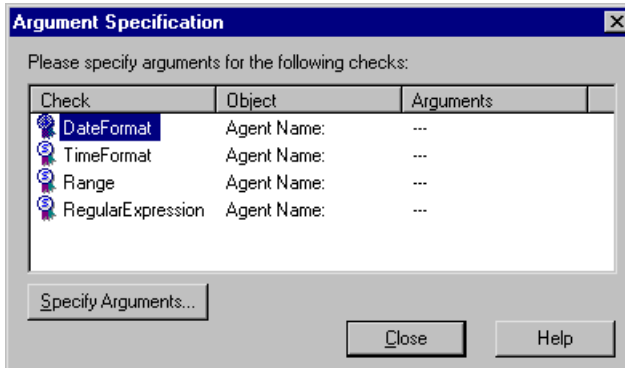 Argument Specification
Please specify arguments for the following checks:
Check Object Arguments
DateFormat Agent Name: ---
TimeFormat Agent Name: ---
Range Agent Name: ---
RegularExpression Agent Name: ---
Specify Arguments...
Close Help